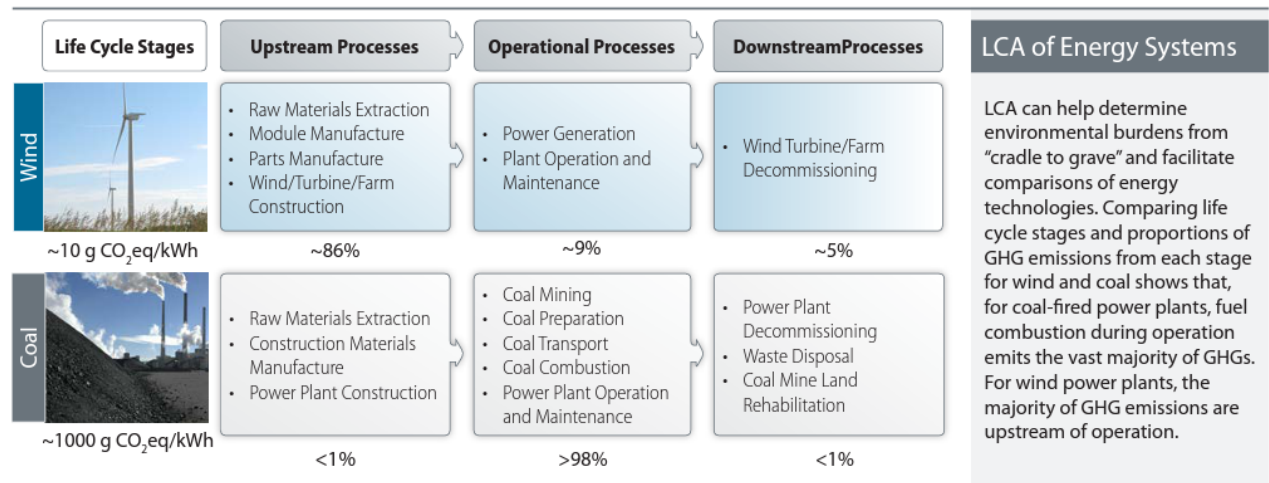 Life Cycle Stages
Upstream Processes
Operational Processes
DownstreamProcesses
Wind
~10 g CO₂eq/kWh
• Raw Materials Extraction
• Module Manufacture
• Parts Manufacture
• Wind/Turbine/Farm
Construction
~86%
• Power Generation
• Plant Operation and
Maintenance
~9%
• Wind Turbine/Farm
Decommissioning
~5%
Coal
~1000 g CO₂eq/kWh
• Raw Materials Extraction
• Construction Materials
Manufacture
• Power Plant Construction
<1%
• Coal Mining
• Coal Preparation
• Coal Transport
• Coal Combustion
• Power Plant Operation
and Maintenance
>98%
• Power Plant
Decommissioning
• Waste Disposal
• Coal Mine Land
Rehabilitation
<1%
LCA of Energy Systems
LCA can help determine
environmental burdens from
“cradle to grave” and facilitate
comparisons of energy
technologies. Comparing life
cycle stages and proportions of
GHG emissions from each stage
for wind and coal shows that,
for coal-fired power plants, fuel
combustion during operation
emits the vast majority of GHGs.
For wind power plants, the
majority of GHG emissions are
upstream of operation.